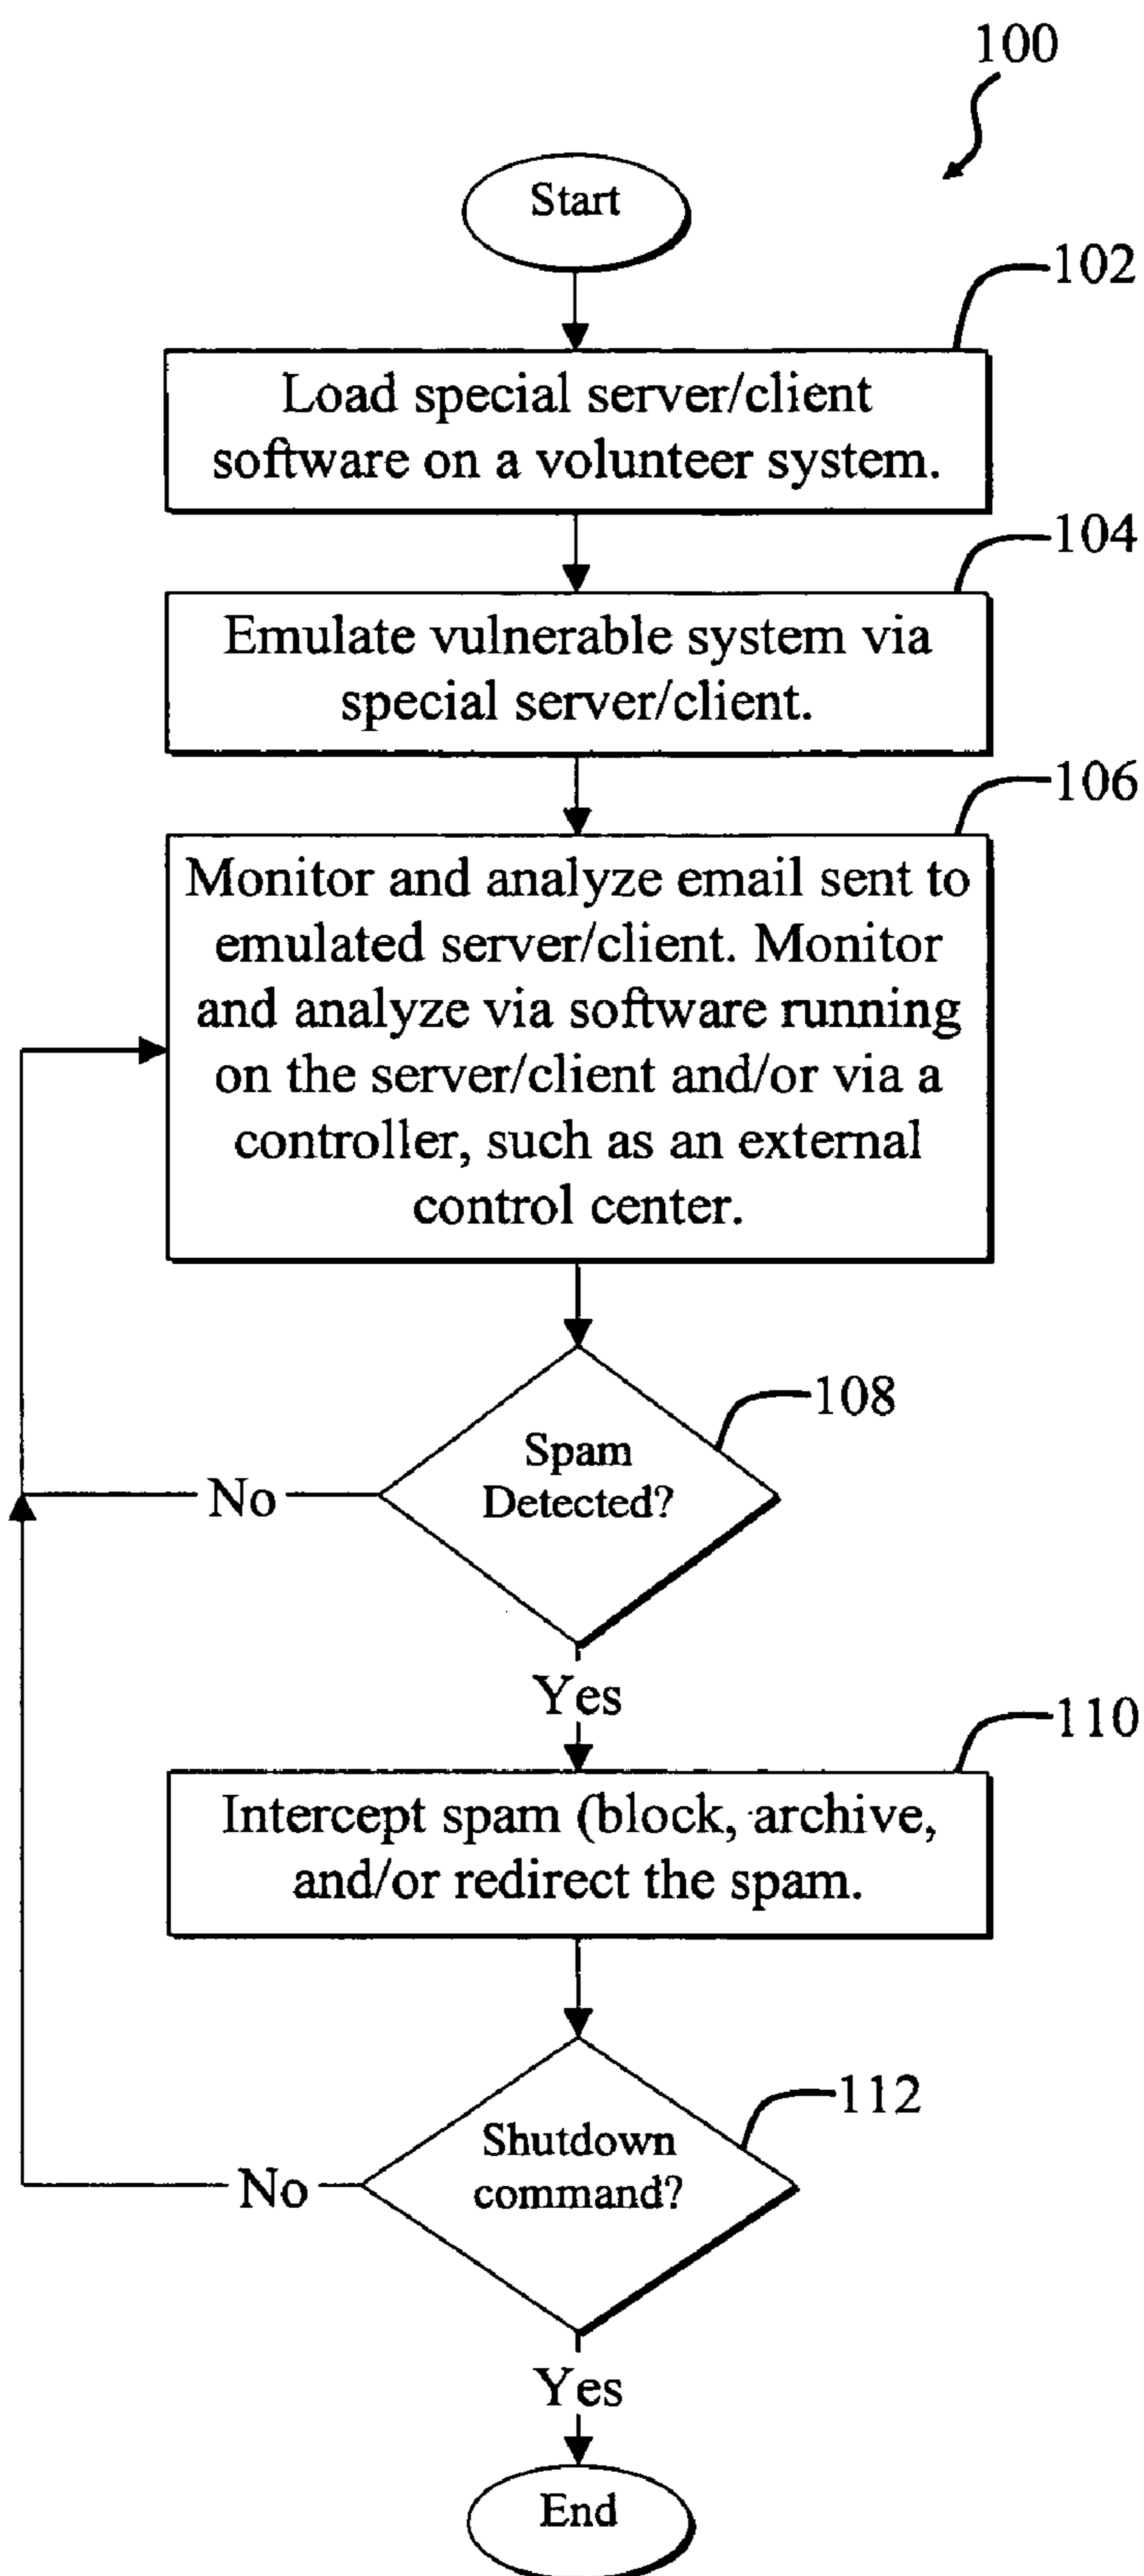 100
Start
102
Load special server/client
software on a volunteer system.
104
Emulate vulnerable system via
special server/client.
106
Monitor and analyze email sent to
emulated server/client. Monitor
and analyze via software running
on the server/client and/or via a
controller, such as an external
control center.
108
Spam
Detected?
No
Yes
110
Intercept spam (block, archive,
and/or redirect the spam.
112
Shutdown
command?
No
Yes
End